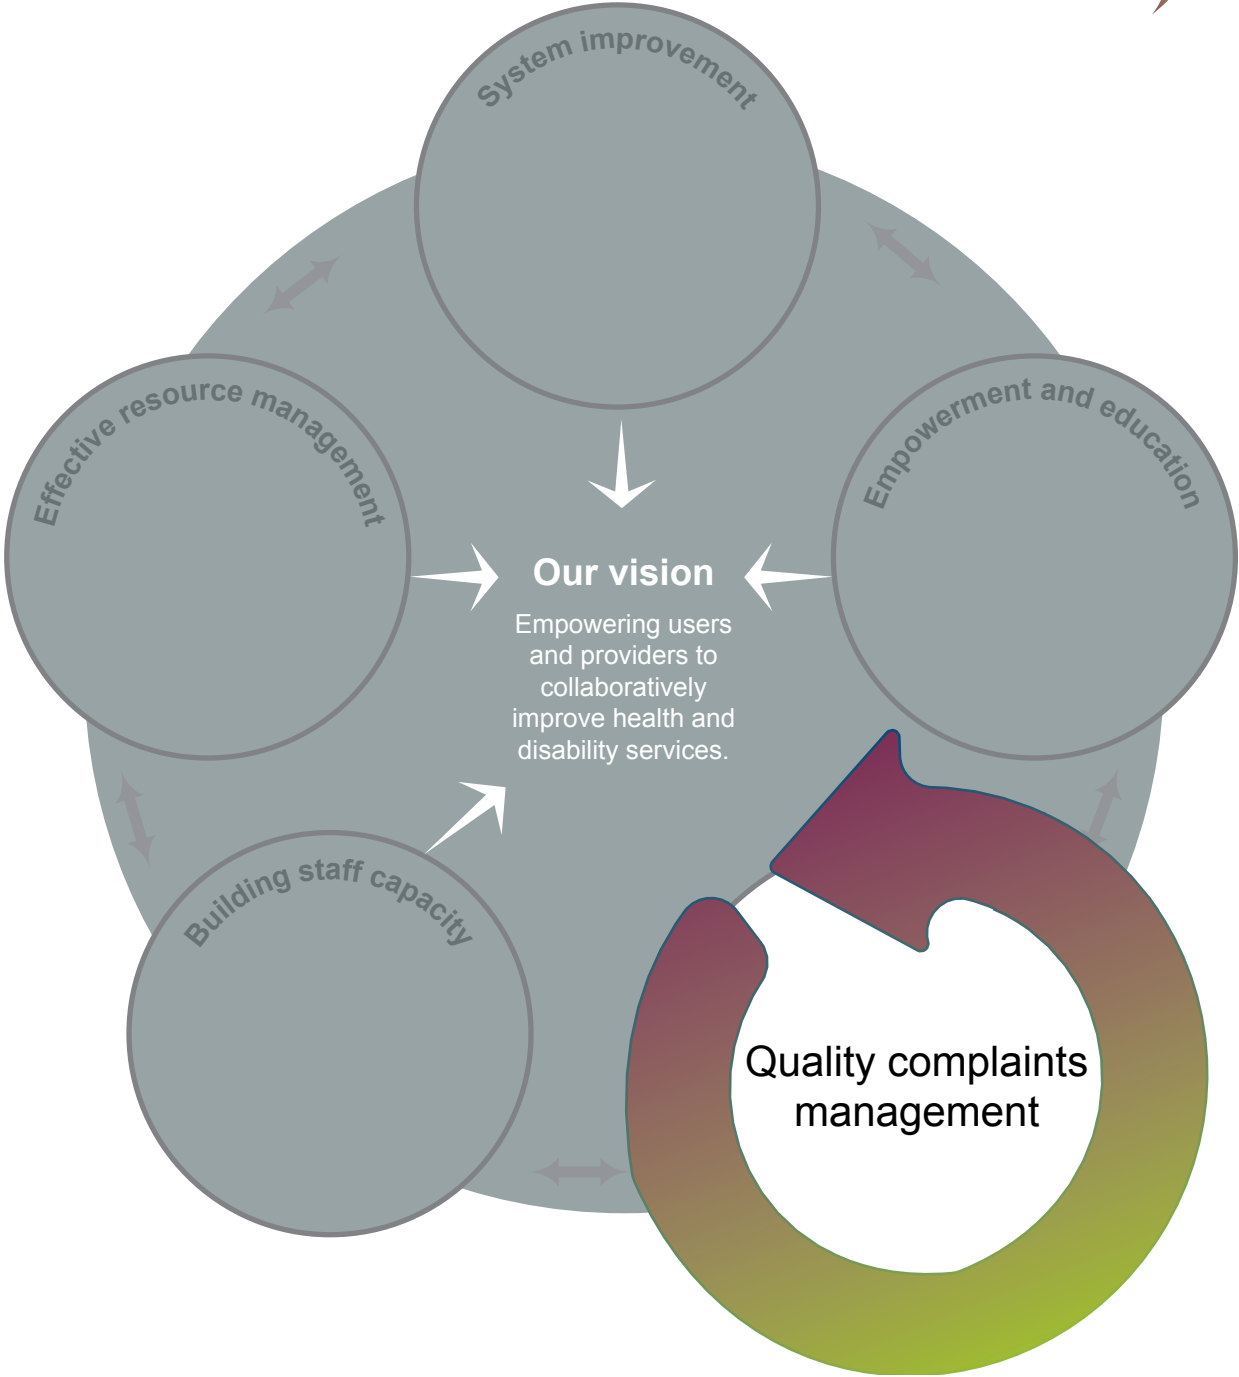 System improvement
Effective resource management
Empowerment and education
Our vision
Empowering users
and providers to
collaboratively
improve health and
disability services.
Building staff capacity
Quality complaints
management